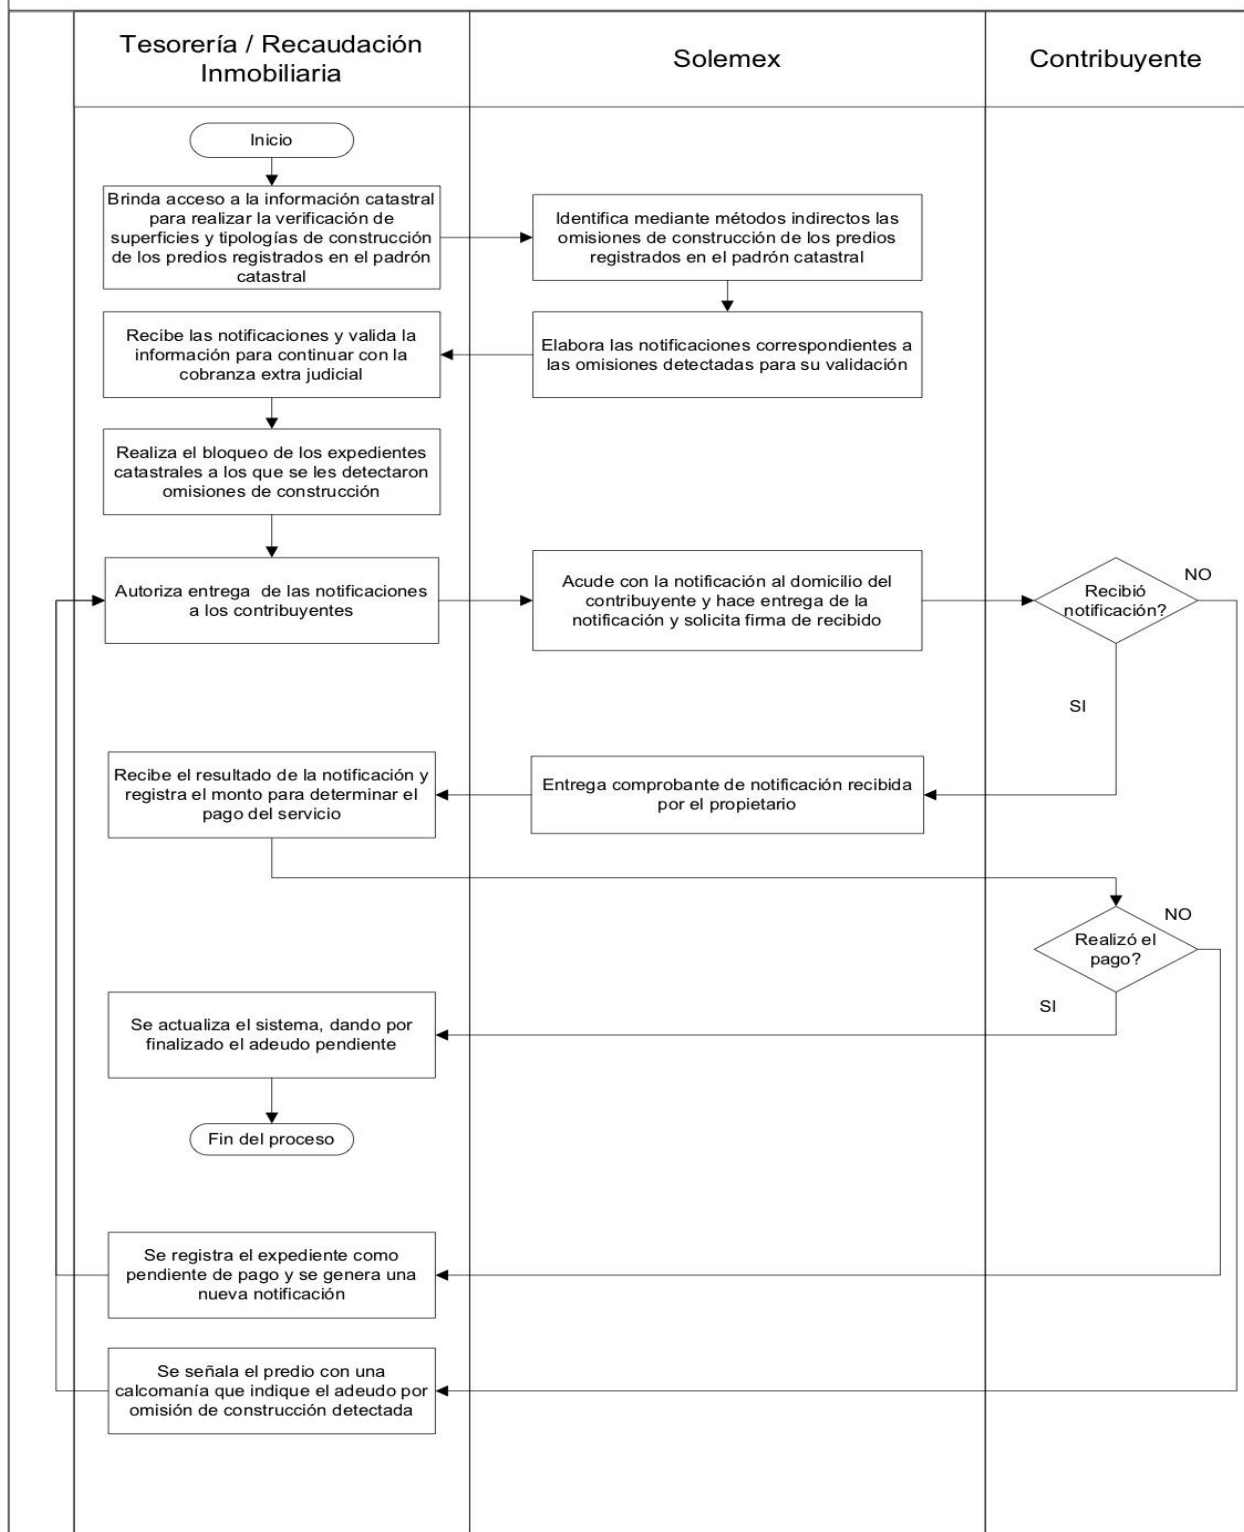 Tesorería / Recaudación
Inmobiliaria
Solemex
Contribuyente
Inicio
Brinda acceso a la información catastral
para realizar la verificación de
superficies y tipologías de construcción
de los predios registrados en el padrón
catastral
Identifica mediante métodos indirectos las
omisiones de construcción de los predios
registrados en el padrón catastral
Recibe las notificaciones y valida la
información para continuar con la
cobranza extra judicial
Elabora las notificaciones correspondientes a
las omisiones detectadas para su validación
Realiza el bloqueo de los expedientes
catastrales a los que se les detectaron
omisiones de construcción
Autoriza entrega de las notificaciones
a los contribuyentes
Acude con la notificación al domicilio del
contribuyente y hace entrega de la
notificación y solicita firma de recibido
Recibió
notificación?
NO
SI
Recibe el resultado de la notificación y
registra el monto para determinar el
pago del servicio
Entrega comprobante de notificación recibida
por el propietario
Realizó el
pago?
NO
SI
Se actualiza el sistema, dando por
finalizado el adeudo pendiente
Fin del proceso
Se registra el expediente como
pendiente de pago y se genera una
nueva notificación
Se señala el predio con una
calcomanía que indique el adeudo por
omisión de construcción detectada